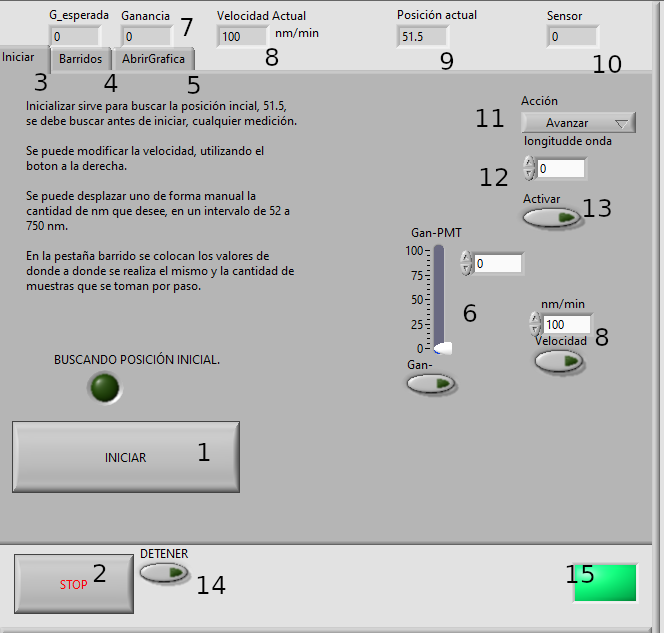 G_esperada Ganancia Velocidad Actual Posición actual Sensor
0 0 7 100 nm/min 51.5 0
8 9 10
Iniciar Barridos AbrirGrafica
3 4 5
Inicializar sirve para buscar la posición incial, 51.5,
se debe buscar antes de iniciar, cualquier medición.
Se puede modificar la velocidad, utilizando el
boton a la derecha.
Se puede desplazar uno de forma manual la
cantidad de nm que desee, en un intervalo de 52 a
750 nm.
En la pestaña barrido se colocan los valores de
donde a donde se realiza el mismo y la cantidad de
muestras que se toman por paso.
Acción
11 Avanzar
longitudde onda
12 0
Activar
13
Gan-PMT
100
75
50
25
0
0
6
Gan-
nm/min
100
8
Velocidad
BUSCANDO POSICIÓN INICIAL.
INICIAR 1
STOP 2
DETENER
14
15